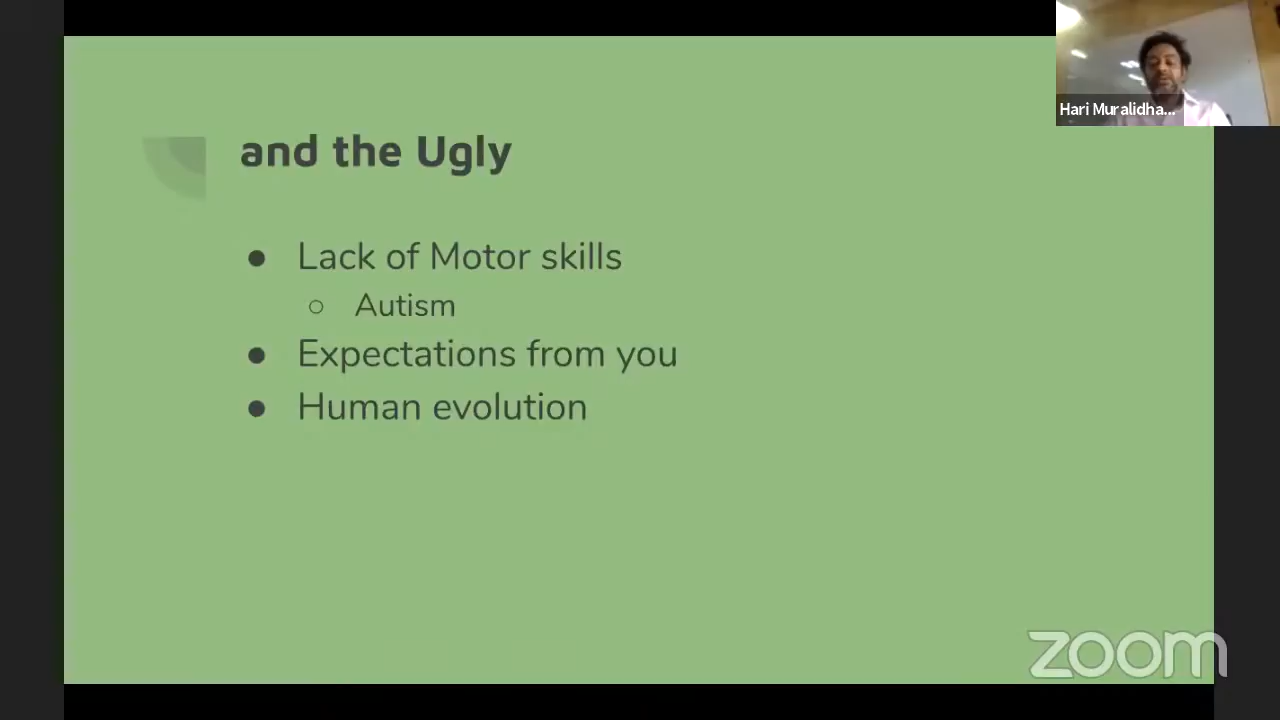 and the Ugly
● Lack of Motor skills
○ Autism
● Expectations from you
● Human evolution
Hari Muralidha...
zoom